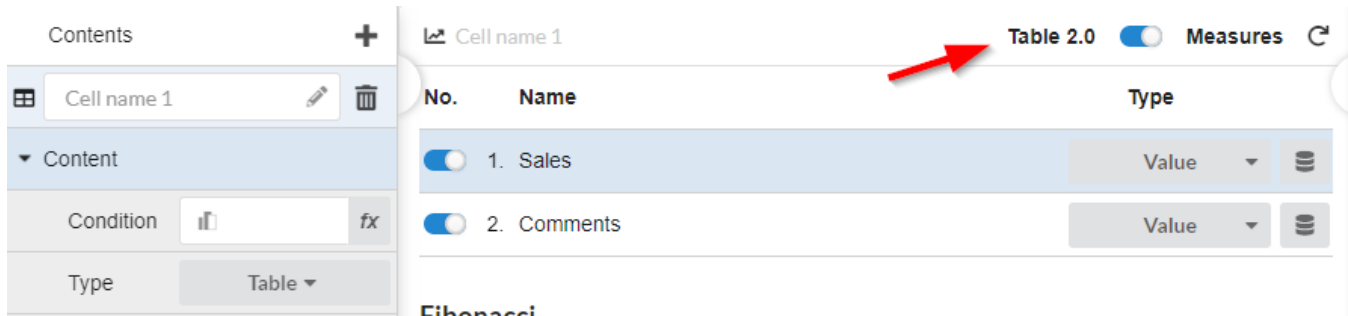 Contents
Cell name 1
Content
Condition fx
Type Table
Cell name 1 Table 2.0 Measures
No. Name Type
1. Sales Value
2. Comments Value
Fibonacci